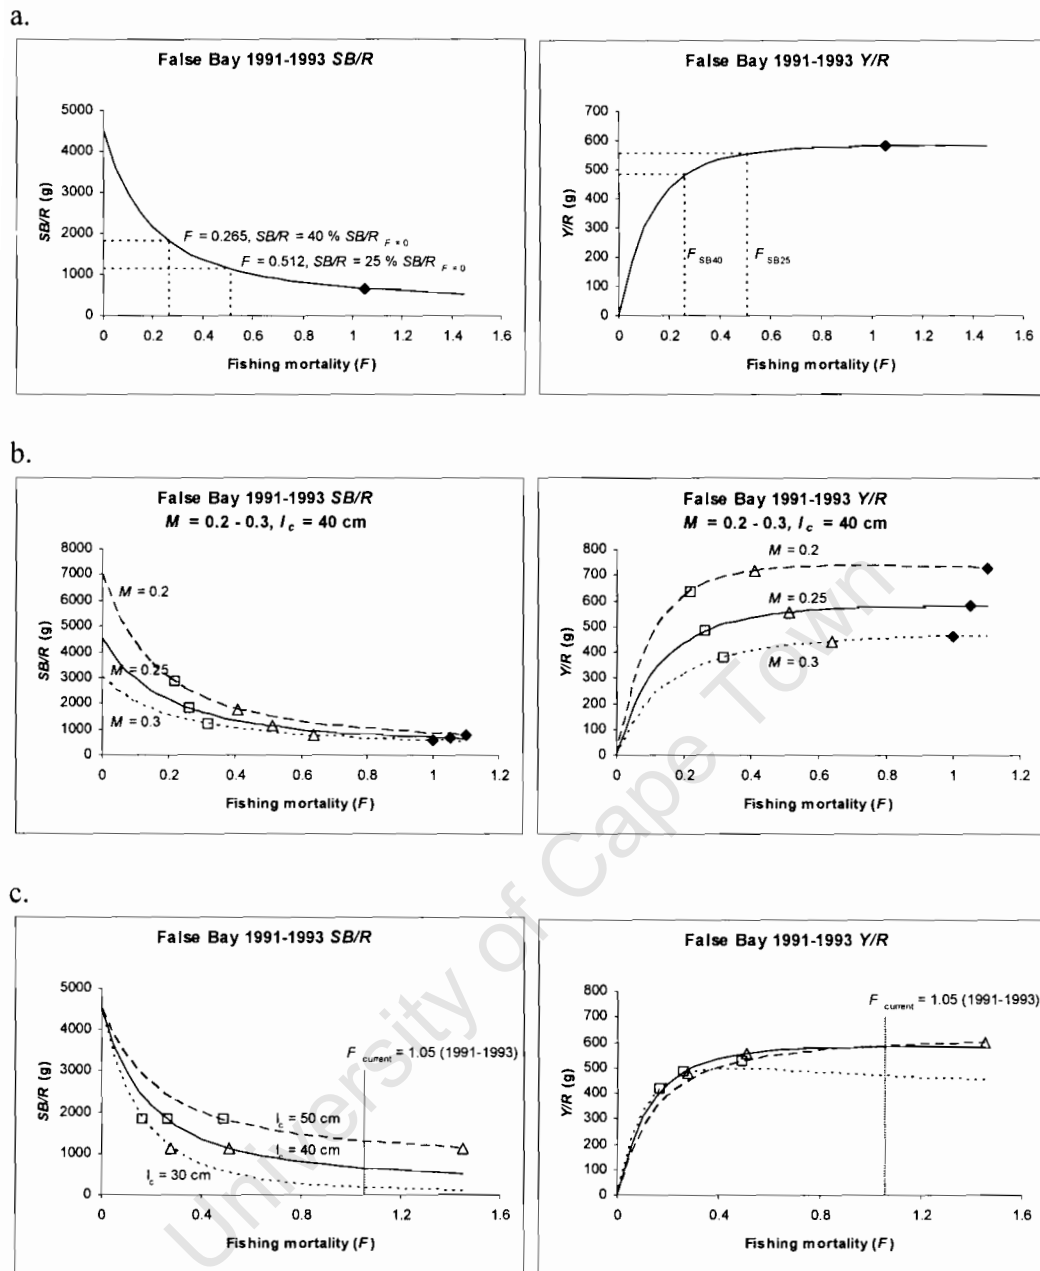 a.
False Bay 1991-1993 SB/R
SB/R (g)
5000
4000
3000
2000
1000
0
F = 0.265, SB/R = 40 % SB/R F = 0
F = 0.512, SB/R = 25 % SB/R F = 0
0 0.2 0.4 0.6 0.8 1 1.2 1.4 1.6
Fishing mortality (F)
False Bay 1991-1993 Y/R
Y/R (g)
700
600
500
400
300
200
100
0
F SB40
F SB25
0 0.2 0.4 0.6 0.8 1 1.2 1.4 1.6
Fishing mortality (F)
b.
False Bay 1991-1993 SB/R
M = 0.2 - 0.3, l c = 40 cm
SB/R (g)
8000
7000
6000
5000
4000
3000
2000
1000
0
M = 0.2
M = 0.25
M = 0.3
0 0.2 0.4 0.6 0.8 1 1.2
Fishing mortality (F)
False Bay 1991-1993 Y/R
M = 0.2 - 0.3, l c = 40 cm
Y/R (g)
800
700
600
500
400
300
200
100
0
M = 0.2
M = 0.25
M = 0.3
0 0.2 0.4 0.6 0.8 1 1.2
Fishing mortality (F)
c.
False Bay 1991-1993 SB/R
SB/R (g)
5000
4000
3000
2000
1000
0
F current = 1.05 (1991-1993)
l c = 50 cm
l c = 40 cm
l c = 30 cm
0 0.4 0.8 1.2 1.6
Fishing mortality (F)
False Bay 1991-1993 Y/R
Y/R (g)
800
700
600
500
400
300
200
100
0
F current = 1.05 (1991-1993)
0 0.4 0.8 1.2 1.6
Fishing mortality (F)
University of Cape Town